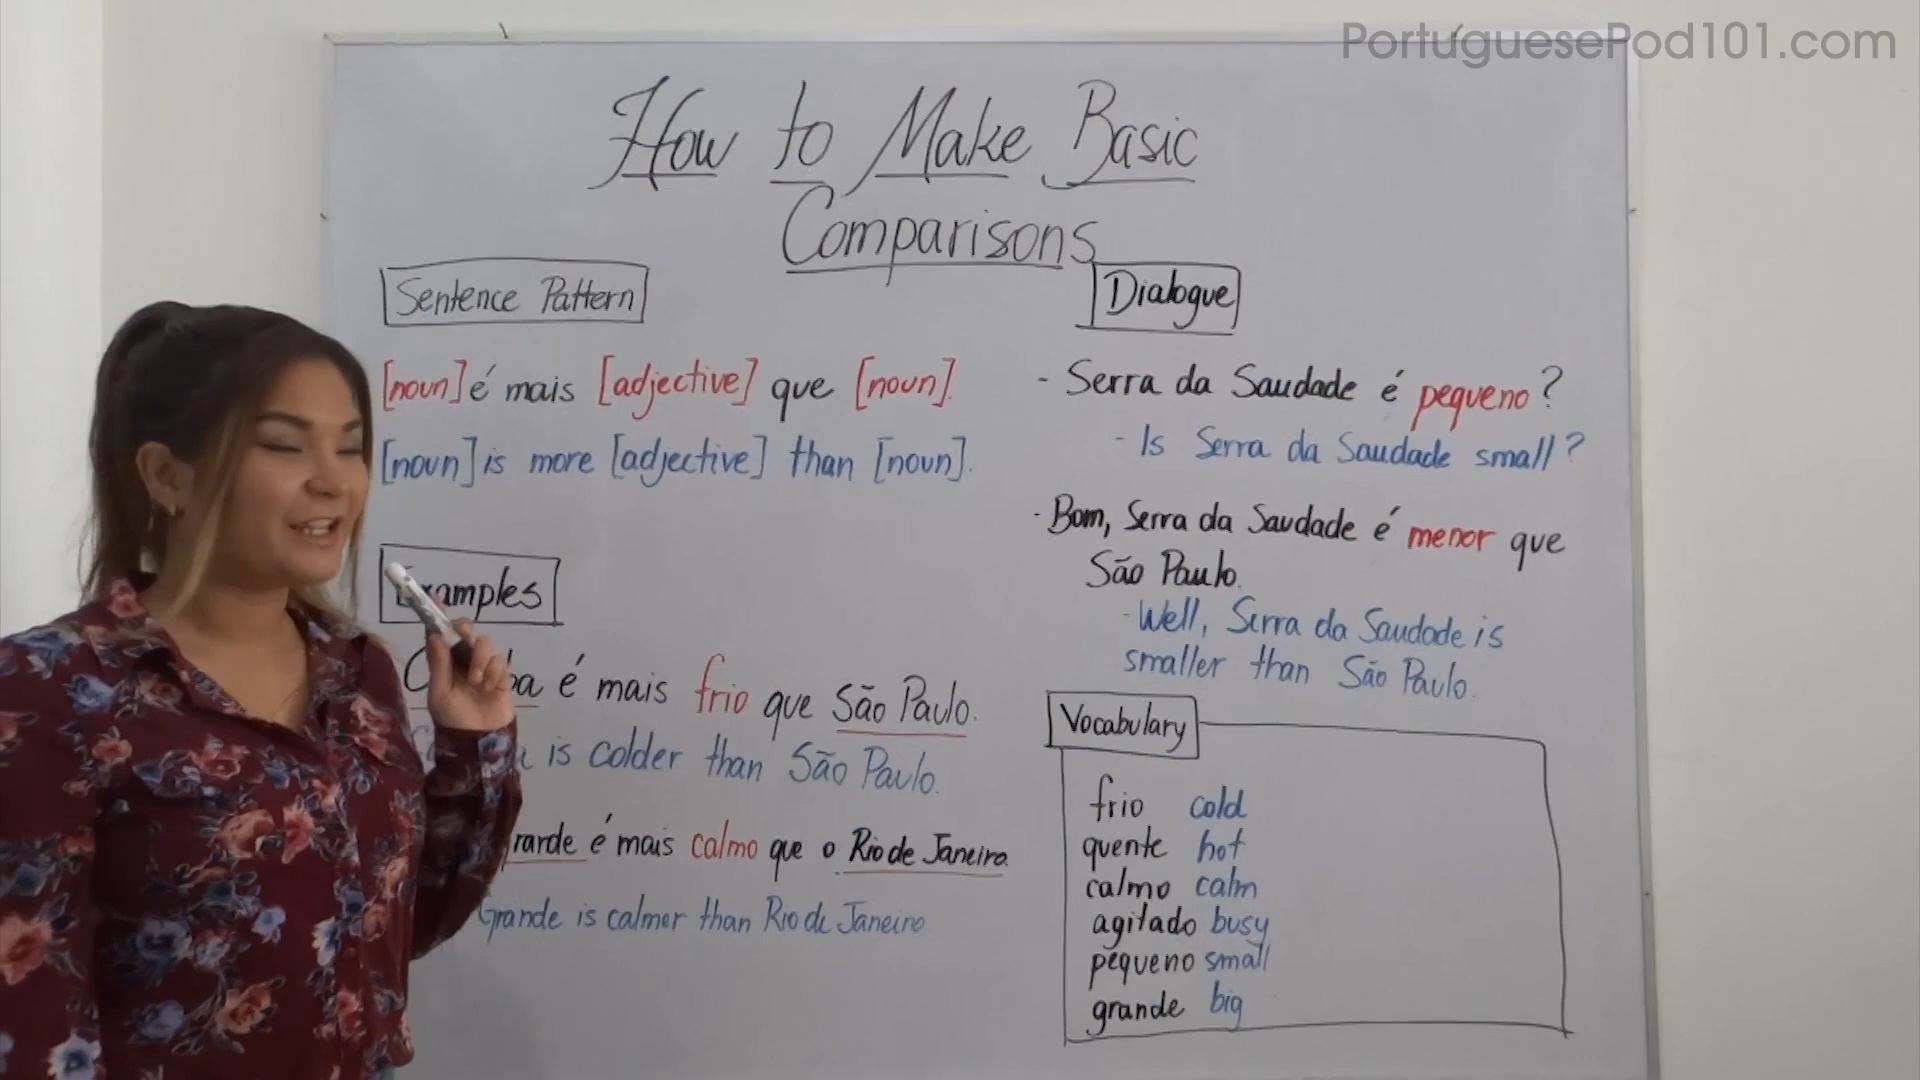 PortuguesePod101.com
How to Make Basic
Comparisons
Sentence Pattern
[noun] é mais [adjective] que [noun].
[noun] is more [adjective] than [noun].
Examples
é mais frio que São Paulo.
is colder than São Paulo.
é mais calmo que o Rio de Janeiro.
Grande is calmer than Rio de Janeiro
Dialogue
- Serra da Saudade é pequeno?
- Is Serra da Saudade small?
- Bom, Serra da Saudade é menor que
São Paulo.
- Well, Serra da Saudade is
smaller than São Paulo.
Vocabulary
frio cold
quente hot
calmo calm
agitado busy
pequeno small
grande big